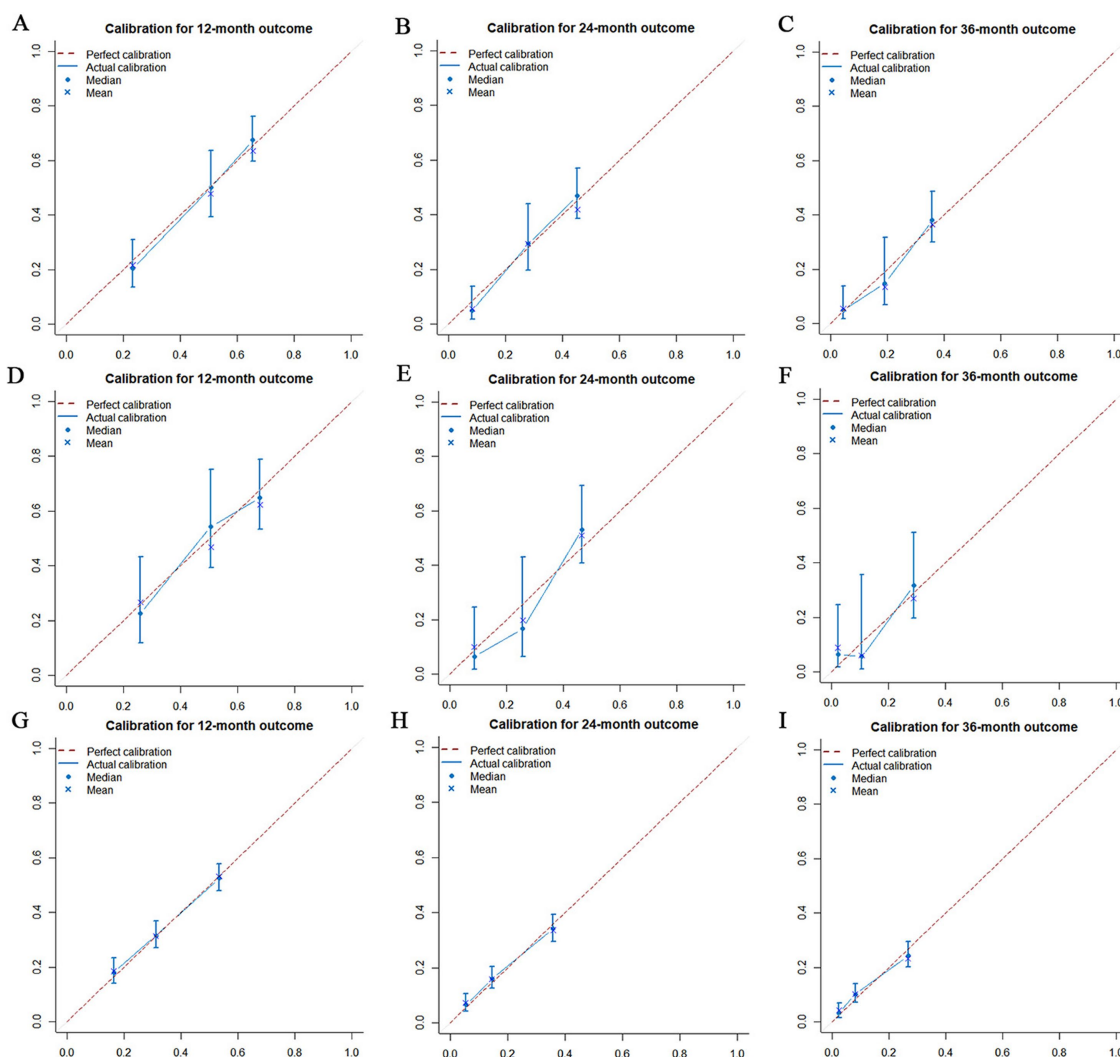 A
Calibration for 12-month outcome
Perfect calibration
Actual calibration
Median
Mean
1.0
0.8
0.6
0.4
0.2
0.0
0.0 0.2 0.4 0.6 0.8 1.0
B
Calibration for 24-month outcome
Perfect calibration
Actual calibration
Median
Mean
1.0
0.8
0.6
0.4
0.2
0.0
0.0 0.2 0.4 0.6 0.8 1.0
C
Calibration for 36-month outcome
Perfect calibration
Actual calibration
Median
Mean
1.0
0.8
0.6
0.4
0.2
0.0
0.0 0.2 0.4 0.6 0.8 1.0
D
Calibration for 12-month outcome
Perfect calibration
Actual calibration
Median
Mean
1.0
0.8
0.6
0.4
0.2
0.0
0.0 0.2 0.4 0.6 0.8 1.0
E
Calibration for 24-month outcome
Perfect calibration
Actual calibration
Median
Mean
1.0
0.8
0.6
0.4
0.2
0.0
0.0 0.2 0.4 0.6 0.8 1.0
F
Calibration for 36-month outcome
Perfect calibration
Actual calibration
Median
Mean
1.0
0.8
0.6
0.4
0.2
0.0
0.0 0.2 0.4 0.6 0.8 1.0
G
Calibration for 12-month outcome
Perfect calibration
Actual calibration
Median
Mean
1.0
0.8
0.6
0.4
0.2
0.0
0.0 0.2 0.4 0.6 0.8 1.0
H
Calibration for 24-month outcome
Perfect calibration
Actual calibration
Median
Mean
1.0
0.8
0.6
0.4
0.2
0.0
0.0 0.2 0.4 0.6 0.8 1.0
I
Calibration for 36-month outcome
Perfect calibration
Actual calibration
Median
Mean
1.0
0.8
0.6
0.4
0.2
0.0
0.0 0.2 0.4 0.6 0.8 1.0